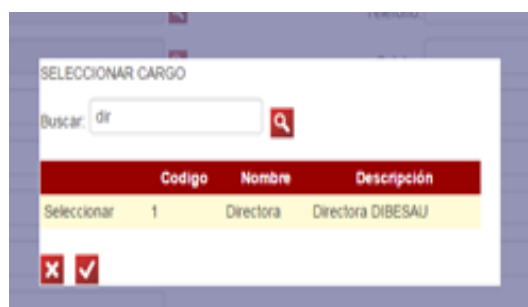 SELECCIONAR CARGO
Buscar: dir
Codigo Nombre Descripción
Seleccionar 1 Directora Directora DIBESAU